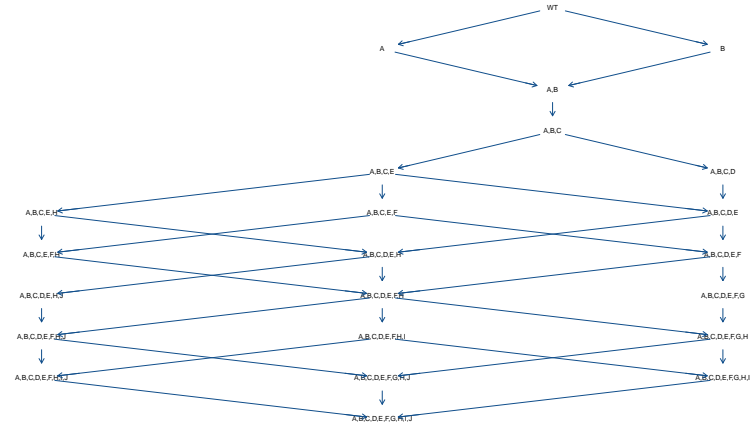 WT
A B
A,B
A,B,C
A,B,C,E A,B,C,D
A,B,C,E,H A,B,C,E,F A,B,C,D,E
A,B,C,E,F,H A,B,C,D,E,H A,B,C,D,E,F
A,B,C,D,E,H,J A,B,C,D,E,F,H A,B,C,D,E,F,G
A,B,C,D,E,F,H,J A,B,C,D,E,F,H,I A,B,C,D,E,F,G,H
A,B,C,D,E,F,H,I,J A,B,C,D,E,F,G,H,J A,B,C,D,E,F,G,H,I
A,B,C,D,E,F,G,H,I,J